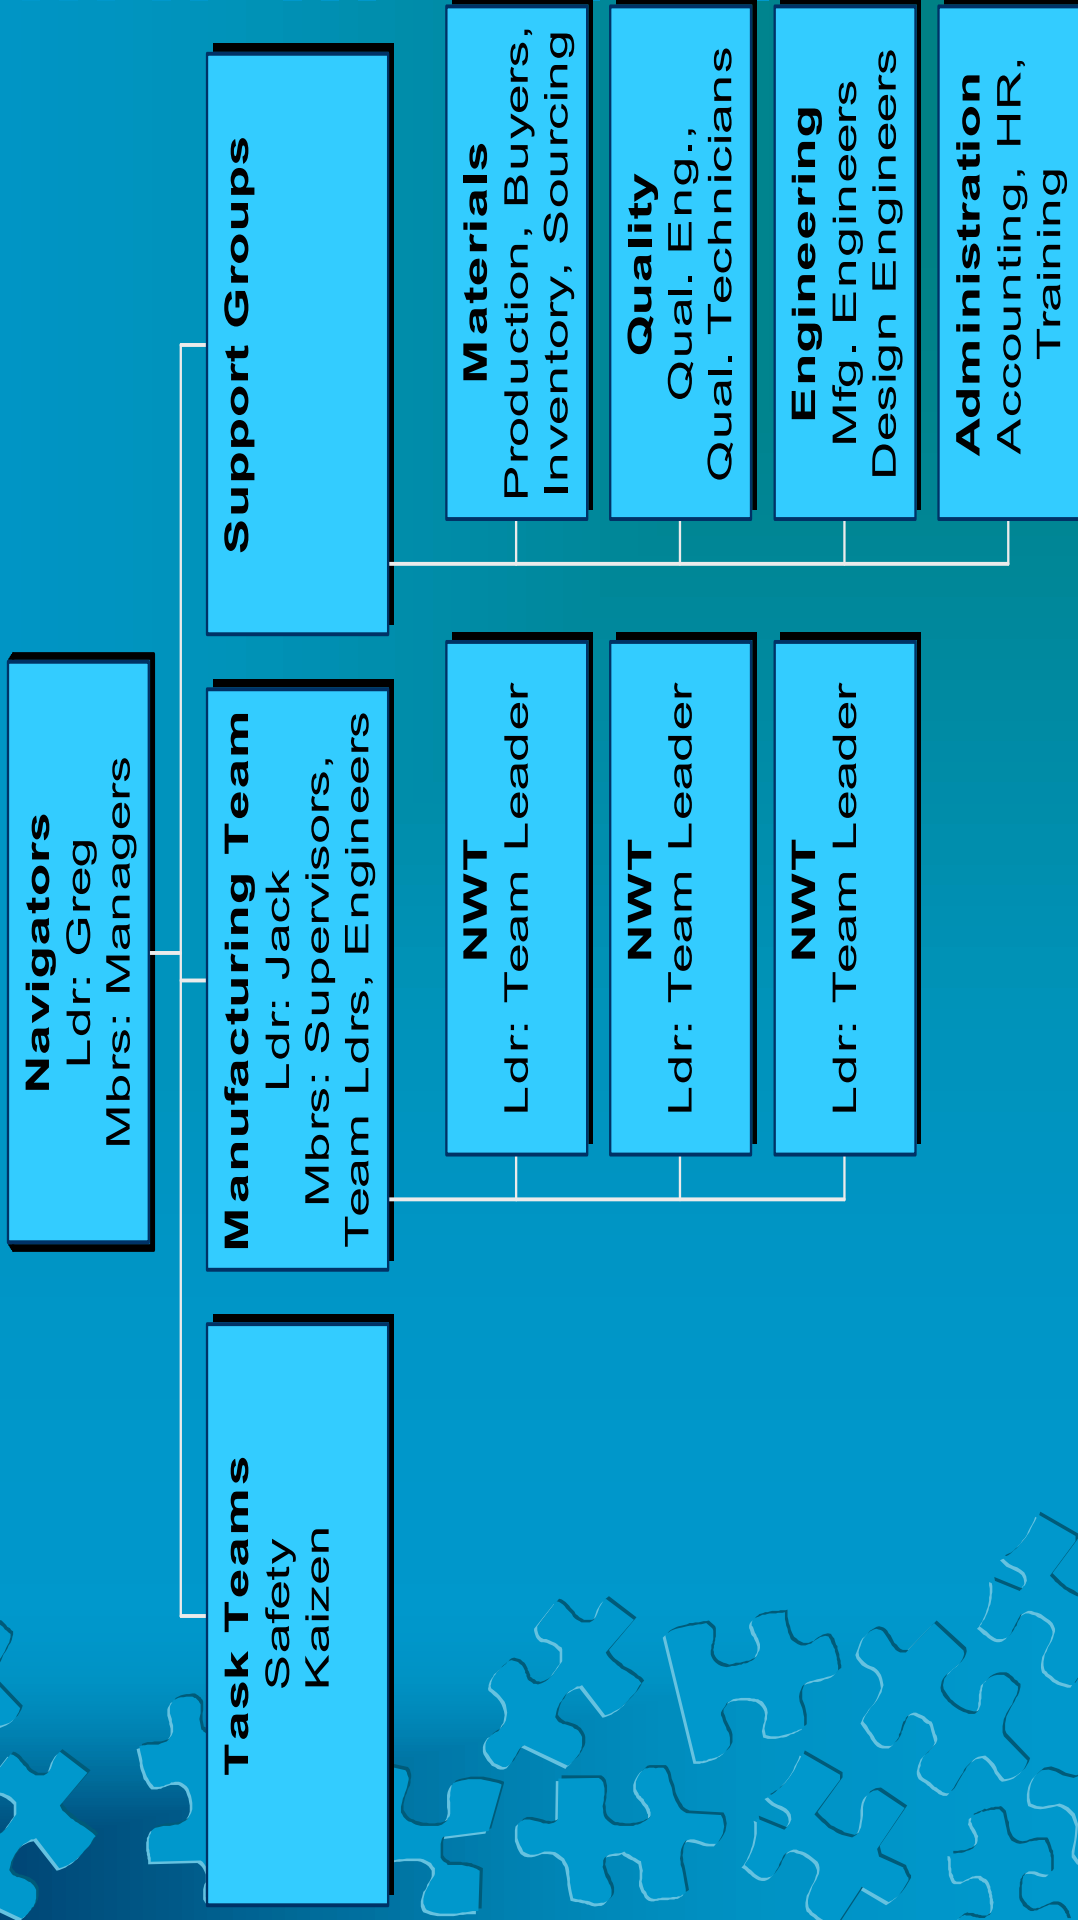 Navigators
Ldr: Greg
Mbrs: Managers
Task Teams
Safety
Kaizen
Manufacturing Team
Ldr: Jack
Mbrs: Supervisors,
Team Ldrs, Engineers
Support Groups
NWT
Ldr: Team Leader
NWT
Ldr: Team Leader
NWT
Ldr: Team Leader
Materials
Production, Buyers,
Inventory, Sourcing
Quality
Qual. Eng.,
Qual. Technicians
Engineering
Mfg. Engineers
Design Engineers
Administration
Accounting, HR,
Training